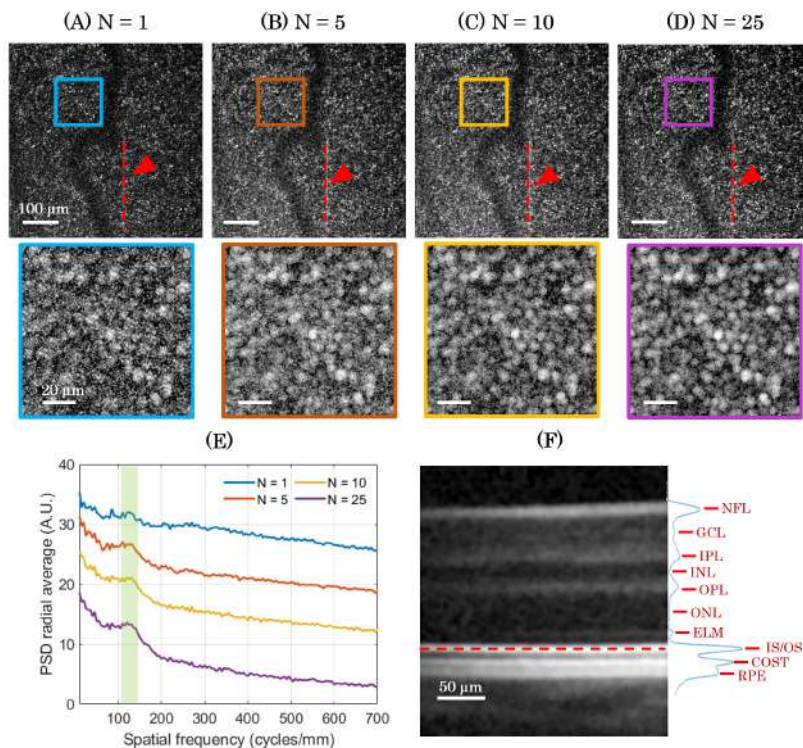 (A) N = 1
(B) N = 5
(C) N = 10
(D) N = 25
100 µm
20 µm
(E)
(F)
PSD radial average (A.U.)
40
30
20
10
0
N = 1
N = 10
N = 5
N = 25
100 200 300 400 500 600 700
Spatial frequency (cycles/mm)
50 µm
NFL
GCL
IPL
INL
OPL
ONL
ELM
IS/OS
COST
RPE